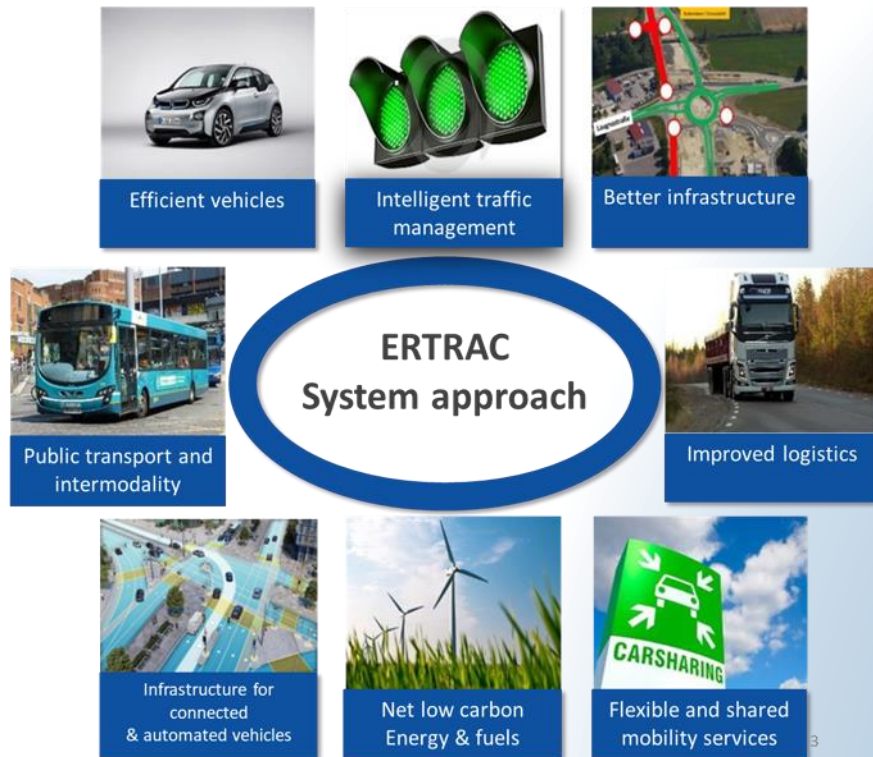 Efficient vehicles
Intelligent traffic
management
Better infrastructure
ERTRAC
System approach
Public transport and
intermodality
Improved logistics
CARSHARING
Infrastructure for
connected
& automated vehicles
Net low carbon
Energy & fuels
Flexible and shared
mobility services
3